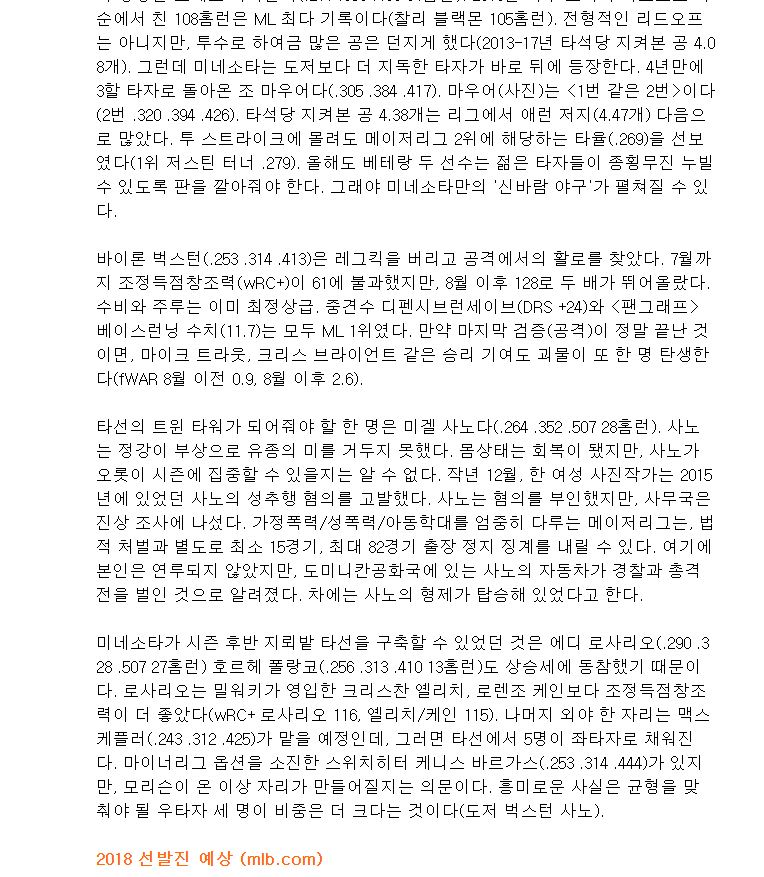 순에서 친 108홈런은 ML 최다 기록이다(찰리 블랙몬 105홈런). 전형적인 리드오프
는 아니지만, 투수로 하여금 많은 공은 던지게 했다(2013-17년 타석당 지켜본 공 4.0
8개). 그런데 미네소타는 도저보다 더 지독한 타자가 바로 뒤에 등장한다. 4년만에
3할 타자로 돌아온 조 마우어다(.305 .384 .417). 마우어(사진)는 <1번 같은 2번>이다
(2번 .320 .394 .426). 타석당 지켜본 공 4.38개는 리그에서 애런 저지(4.47개) 다음으
로 많았다. 투 스트라이크에 몰려도 메이저리그 2위에 해당하는 타율(.269)을 선보
였다(1위 저스틴 터너 .279). 올해도 베테랑 두 선수는 젊은 타자들이 종횡무진 누빌
수 있도록 판을 깔아줘야 한다. 그래야 미네소타만의 '신바람 야구'가 펼쳐질 수 있
다.
바이론 벅스턴(.253 .314 .413)은 레그킥을 버리고 공격에서의 활로를 찾았다. 7월까
지 조정득점창조력(wRC+)이 61에 불과했지만, 8월 이후 128로 두 배가 뛰어올랐다.
수비와 주루는 이미 최정상급. 중견수 디펜시브런세이브(DRS +24)와 <팬그래프>
베이스런닝 수치(11.7)는 모두 ML 1위였다. 만약 마지막 검증(공격)이 정말 끝난 것
이면, 마이크 트라웃, 크리스 브라이언트 같은 승리 기여도 괴물이 또 한 명 탄생한
다(fWAR 8월 이전 0.9, 8월 이후 2.6).
타선의 트윈 타워가 되어줘야 할 한 명은 미겔 사노다(.264 .352 .507 28홈런). 사노
는 정강이 부상으로 유종의 미를 거두지 못했다. 몸상태는 회복이 됐지만, 사노가
오롯이 시즌에 집중할 수 있을지는 알 수 없다. 작년 12월, 한 여성 사진작가는 2015
년에 있었던 사노의 성추행 혐의를 고발했다. 사노는 혐의를 부인했지만, 사무국은
진상 조사에 나섰다. 가정폭력/성폭력/아동학대를 엄중히 다루는 메이저리그는, 법
적 처벌과 별도로 최소 15경기, 최대 82경기 출장 정지 징계를 내릴 수 있다. 여기에
본인은 연루되지 않았지만, 도미니칸공화국에 있는 사노의 자동차가 경찰과 총격
전을 벌인 것으로 알려졌다. 차에는 사노의 형제가 탑승해 있었다고 한다.
미네소타가 시즌 후반 지뢰밭 타선을 구축할 수 있었던 것은 에디 로사리오(.290 .3
28 .507 27홈런) 호르헤 폴랑코(.256 .313 .410 13홈런)도 상승세에 동참했기 때문이
다. 로사리오는 밀워키가 영입한 크리스찬 옐리치, 로렌조 케인보다 조정득점창조
력이 더 좋았다(wRC+ 로사리오 116, 옐리치/케인 115). 나머지 외야 한 자리는 맥스
케플러(.243 .312 .425)가 맡을 예정인데, 그러면 타선에서 5명이 좌타자로 채워진
다. 마이너리그 옵션을 소진한 스위치히터 케니스 바르가스(.253 .314 .444)가 있지
만, 모리슨이 온 이상 자리가 만들어질지는 의문이다. 흥미로운 사실은 균형을 맞
춰야 될 우타자 세 명이 비중은 더 크다는 것이다(도저 벅스턴 사노).
2018 선발진 예상 (mlb.com)